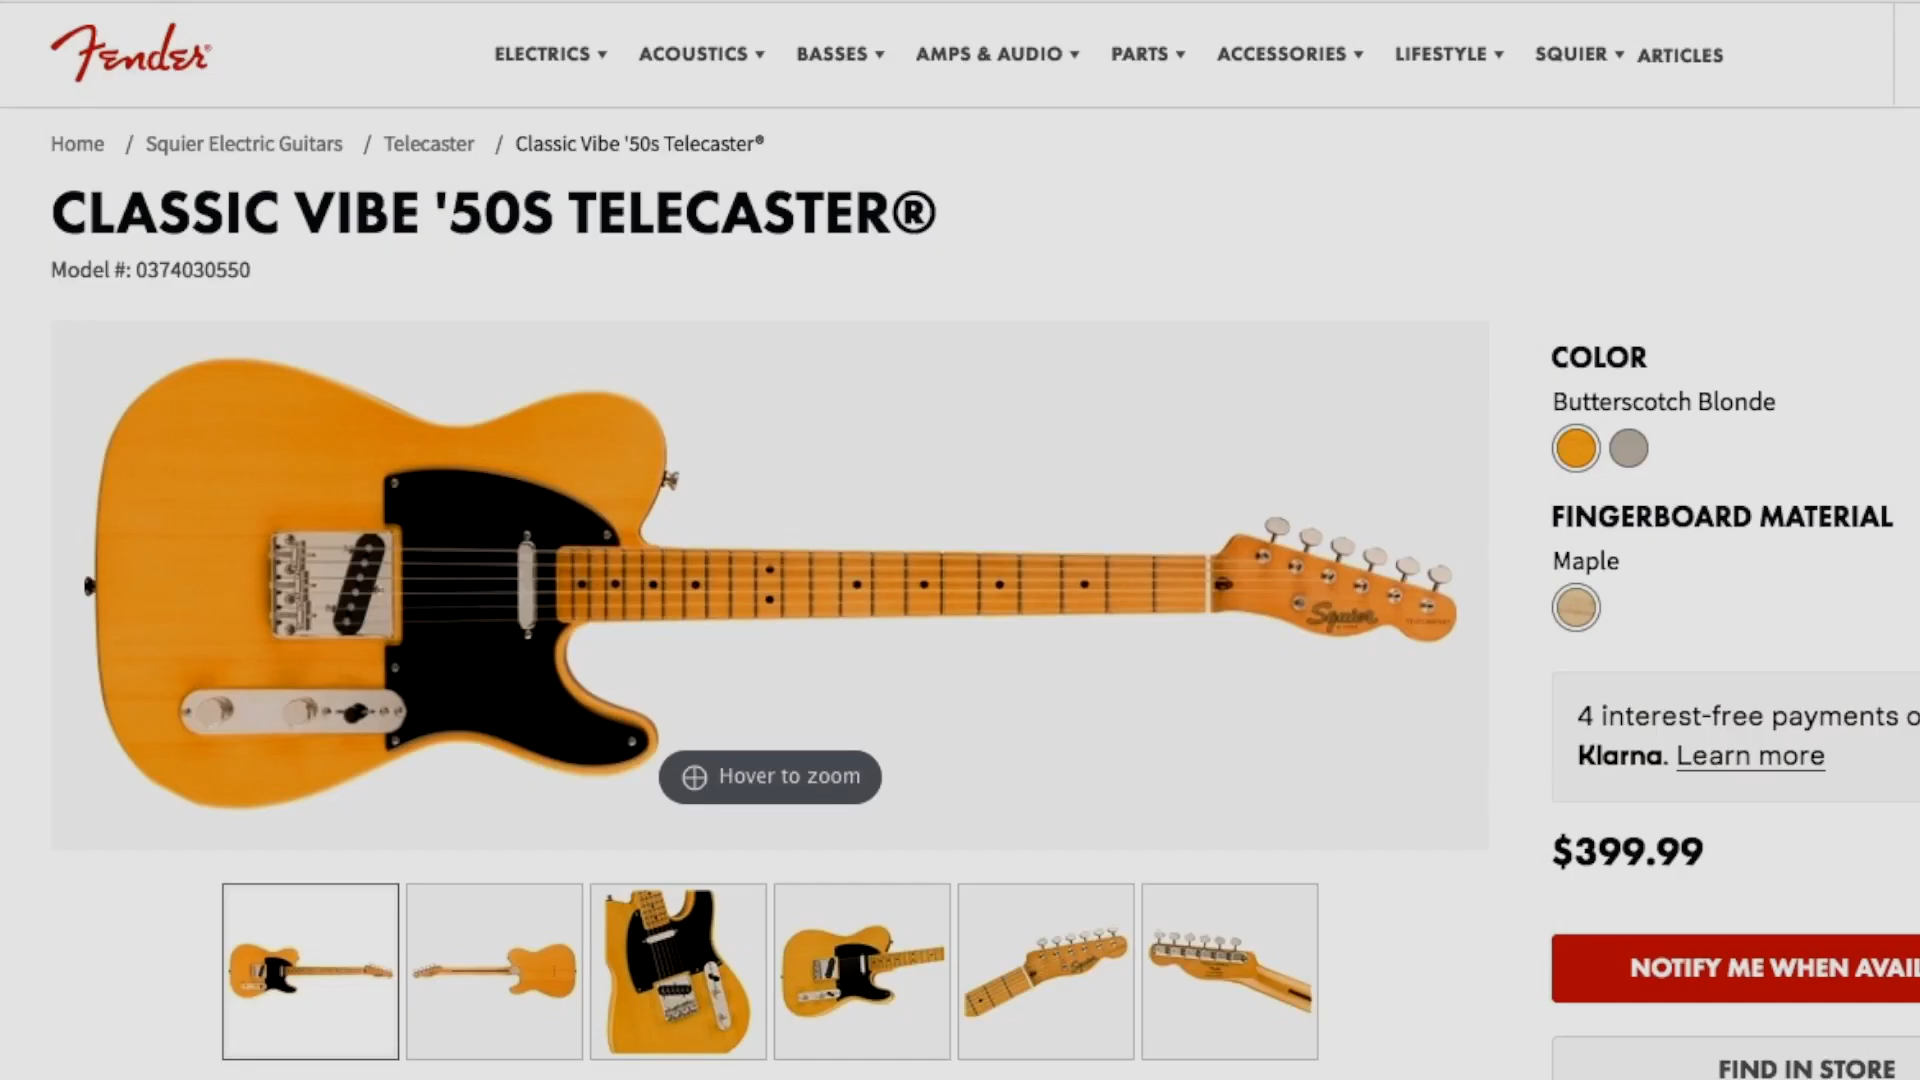 Fender®
ELECTRICS ACOUSTICS BASSES AMPS & AUDIO PARTS ACCESSORIES LIFESTYLE SQUIER ARTICLES
Home / Squier Electric Guitars / Telecaster / Classic Vibe '50s Telecaster®
CLASSIC VIBE '50S TELECASTER®
Model #: 0374030550
Squier
Hover to zoom
COLOR
Butterscotch Blonde
FINGERBOARD MATERIAL
Maple
4 interest-free payments o
Klarna. Learn more
$399.99
NOTIFY ME WHEN AVAIL
FIND IN STORE